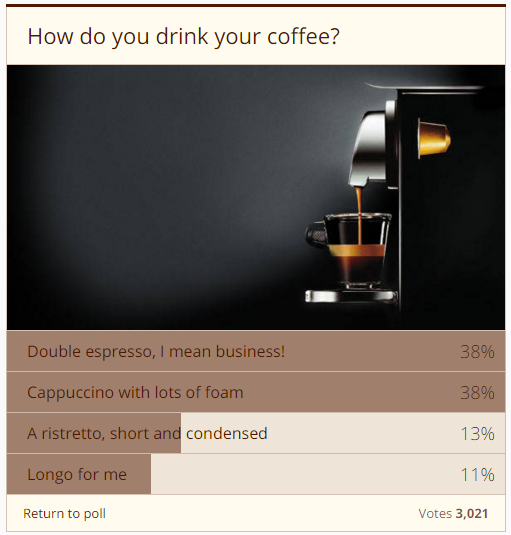 How do you drink your coffee?
Double espresso, I mean business! 38%
Cappuccino with lots of foam 38%
A ristretto, short and condensed 13%
Longo for me 11%
Return to poll Votes 3,021